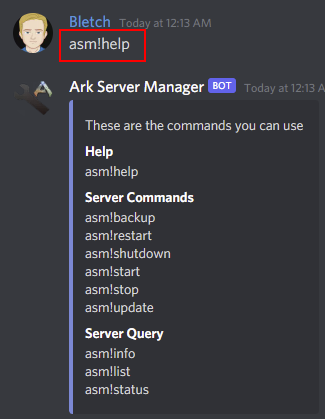 Bletch Today at 12:13 AM
asm!help
Ark Server Manager BOT Today at 12:13 A
These are the commands you can use
Help
asm!help
Server Commands
asm!backup
asm!restart
asm!shutdown
asm!start
asm!stop
asm!update
Server Query
asm!info
asm!list
asm!status